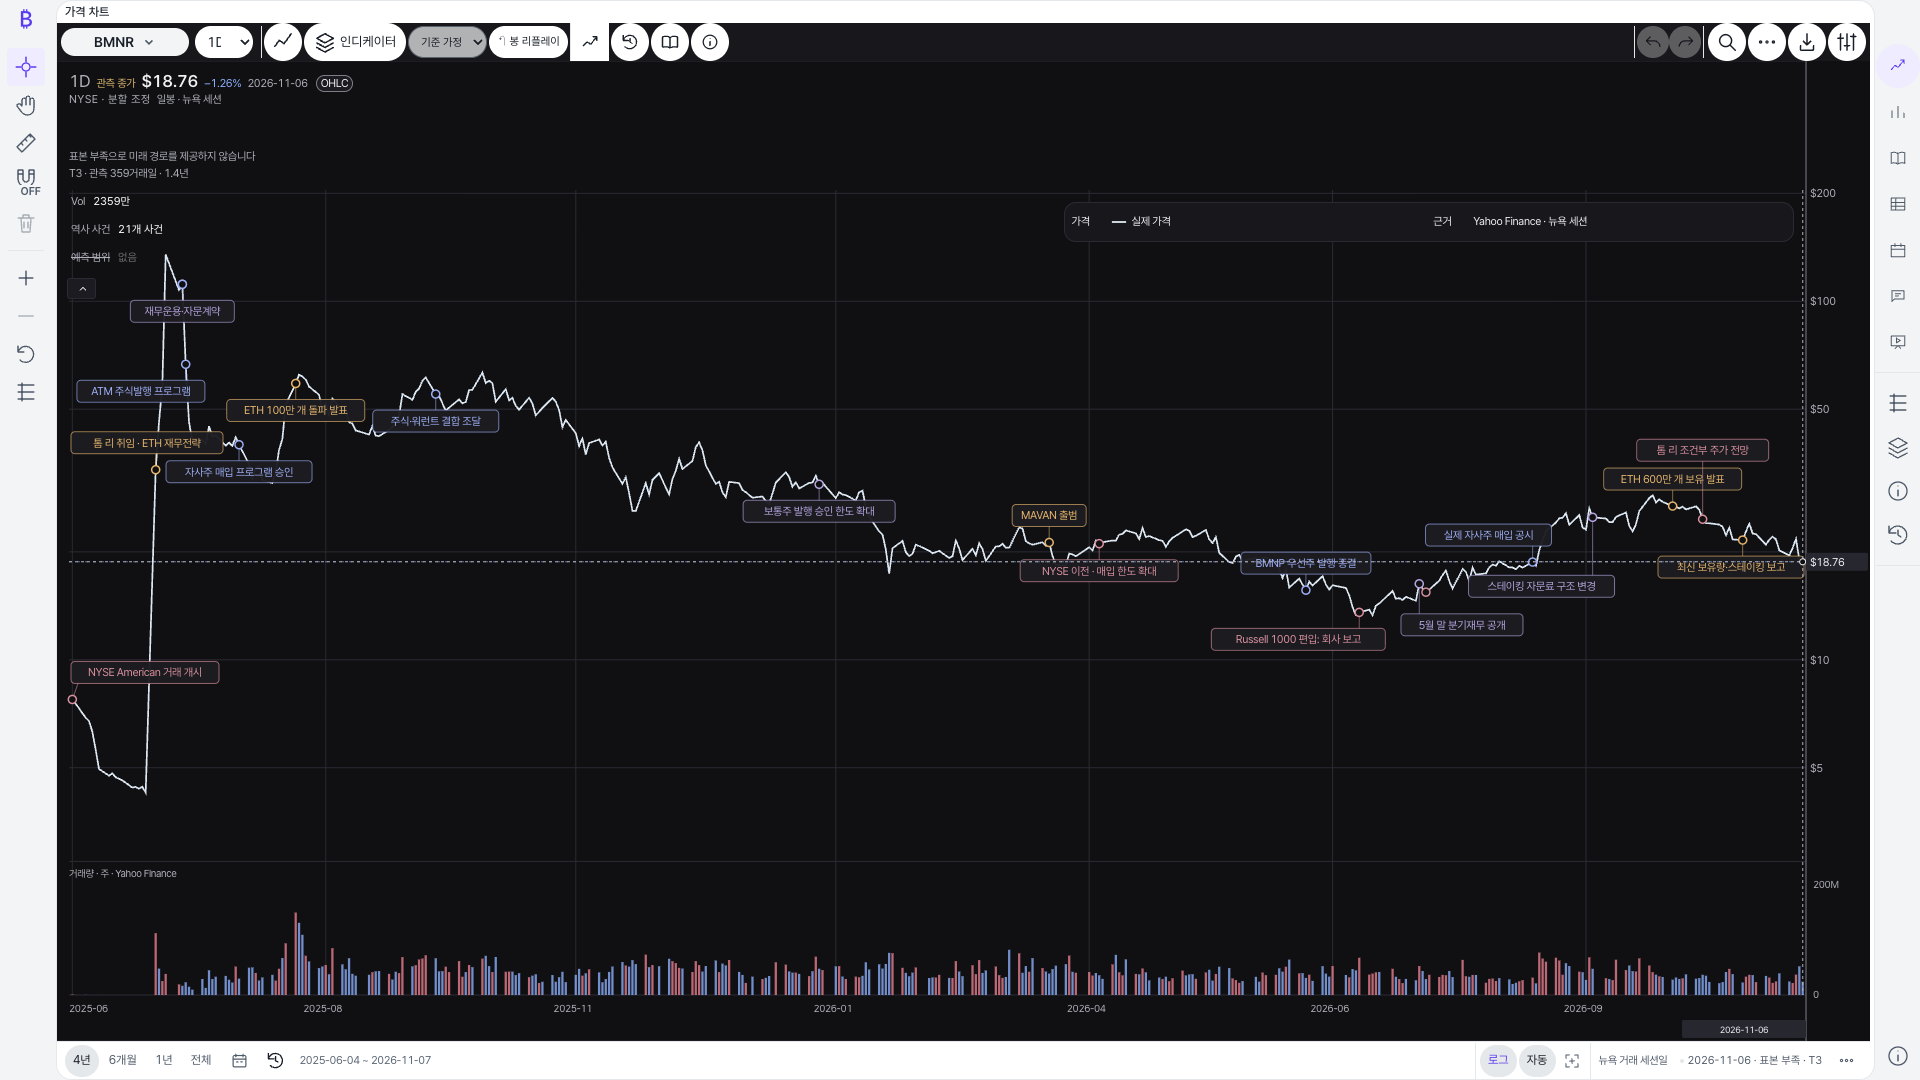 가격 차트
BMNR
인디케이터
기준 가정
봉 리플레이
OFF
1D 관측 종가 $18.76 −1.26% 2026-11-06 OHLC
NYSE · 분할 조정 일봉 · 뉴욕 세션
표본 부족으로 미래 경로를 제공하지 않습니다
T3 · 관측 359거래일 · 1.4년
Vol 2359만
역사 사건 21개 사건
예측 범위 없음
가격 실제 가격 근거 Yahoo Finance · 뉴욕 세션
$200
$100
$50
$18.76
$10
$5
재무운용·자문계약
ATM 주식발행 프로그램
ETH 100만 개 돌파 발표
주식·워런트 결합 조달
톰 리 취임 · ETH 재무전략
자사주 매입 프로그램 승인
보통주 발행 승인 한도 확대
MAVAN 출범
NYSE 이전 · 매입 한도 확대
BMNP 우선주 발행 종결
톰 리 조건부 주가 전망
ETH 600만 개 보유 발표
실제 자사주 매입 공시
최신 보유량·스테이킹 보고
스테이킹 자문료 구조 변경
5월 말 분기재무 공개
Russell 1000 편입: 회사 보고
NYSE American 거래 개시
거래량 · 주 · Yahoo Finance
200M
0
2025-06
2025-08
2025-11
2026-01
2026-04
2026-06
2026-09
2026-11-06
4년 6개월 1년 전체 2025-06-04 ~ 2026-11-07
로그 자동 뉴욕 거래 세션일 2026-11-06 · 표본 부족 · T3